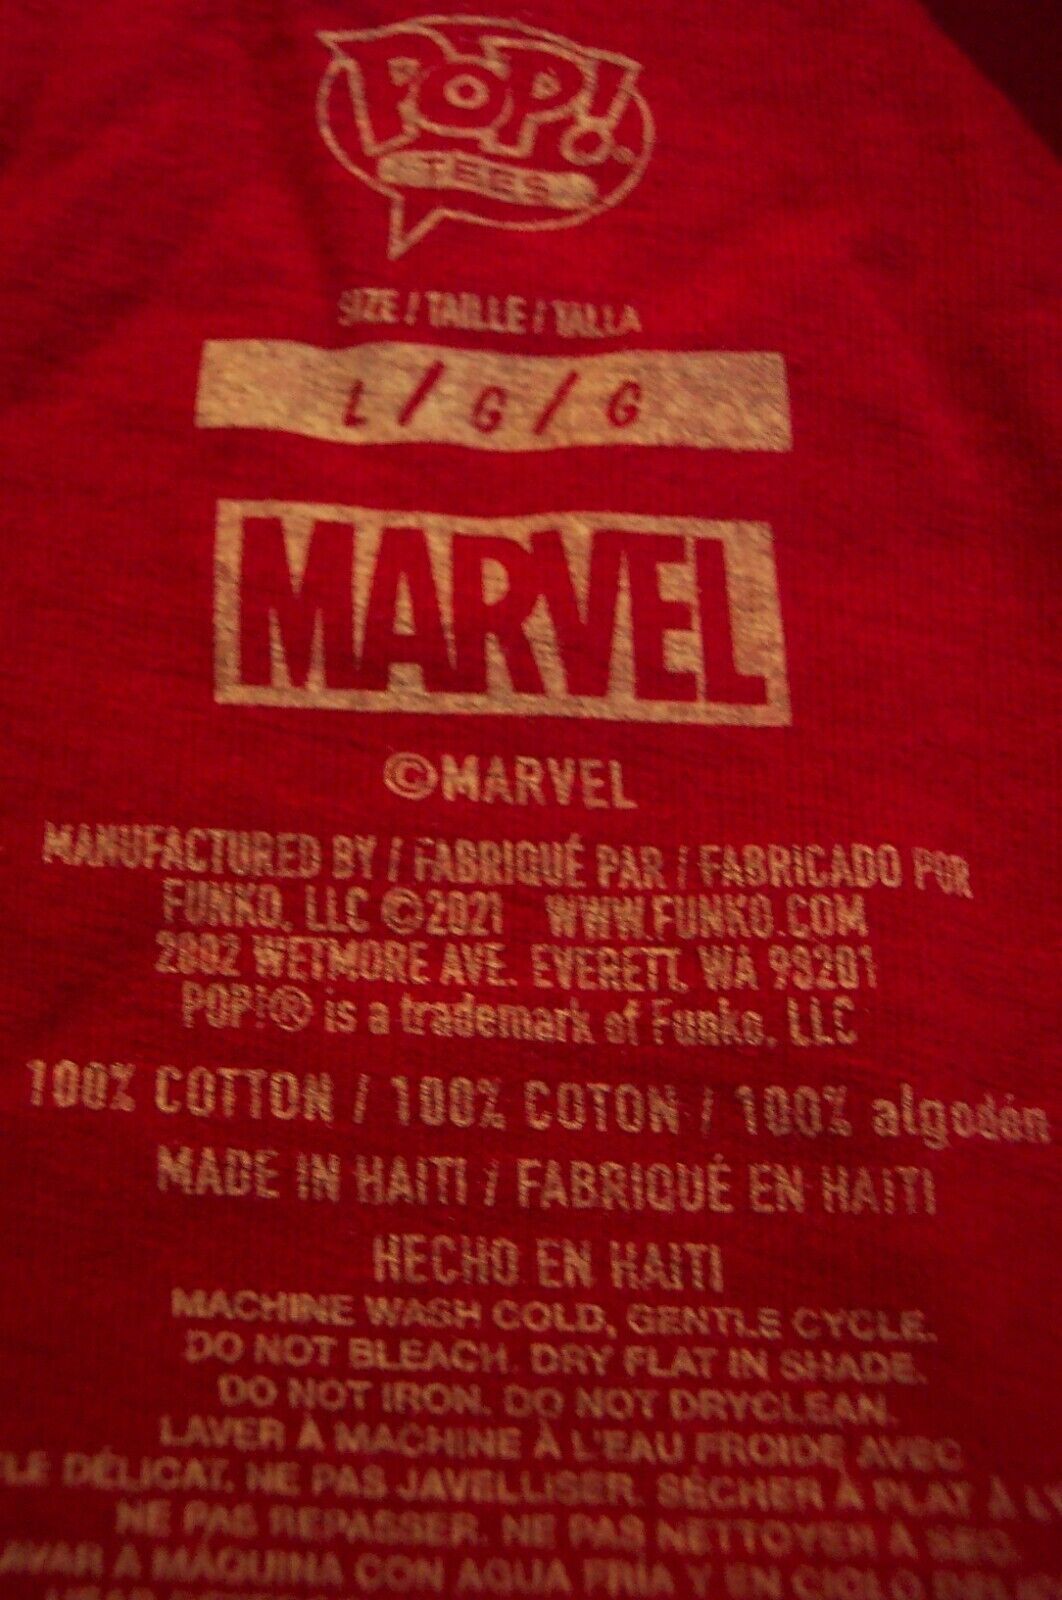 POP!
TEES
SIZE / TAILLE / TALLA
L / G / G
MARVEL
©MARVEL
MANUFACTURED BY / FABRIQUÉ PAR / FABRICADO POR
FUNKO, LLC ©2021 WWW.FUNKO.COM
2802 WETMORE AVE. EVERETT, WA 98201
POP!® is a trademark of Funko, LLC
100% COTTON / 100% COTON / 100% algodón
MADE IN HAITI / FABRIQUÉ EN HAITI
HECHO EN HAITI
MACHINE WASH COLD, GENTLE CYCLE.
DO NOT BLEACH. DRY FLAT IN SHADE.
DO NOT IRON. DO NOT DRYCLEAN.
LAVER À MACHINE À L'EAU FROIDE AVEC
LE DÉLICAT. NE PAS JAVELLISER. SÉCHER À PLAT À
NE PAS REPASSER. NE PAS NETTOYER À SEC.
A MÁQUINA CON AGUA FRÍA Y EN CICLO